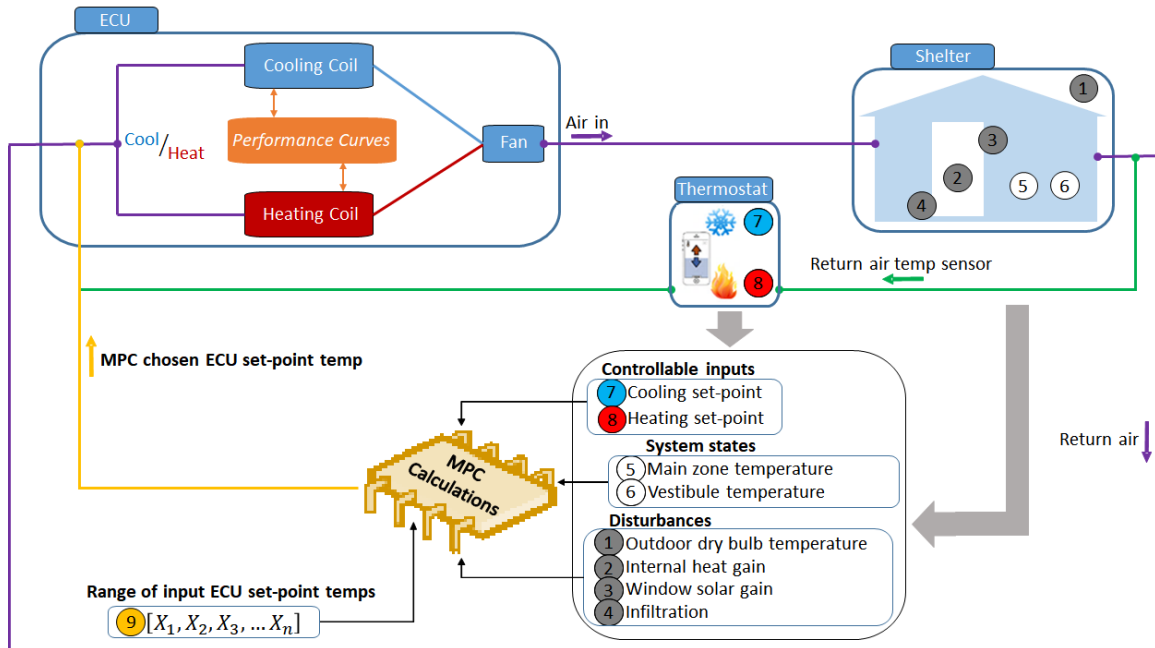 ECU
Cooling Coil
Cool/Heat
Performance Curves
Heating Coil
Fan
Air in
Shelter
1
3
2
5
6
4
Thermostat
7
8
Return air temp sensor
MPC chosen ECU set-point temp
Controllable inputs
7 Cooling set-point
8 Heating set-point
System states
5 Main zone temperature
6 Vestibule temperature
Disturbances
1 Outdoor dry bulb temperature
2 Internal heat gain
3 Window solar gain
4 Infiltration
MPC
Calculations
Range of input ECU set-point temps
9 [X₁, X₂, X₃, … Xₙ]
Return air